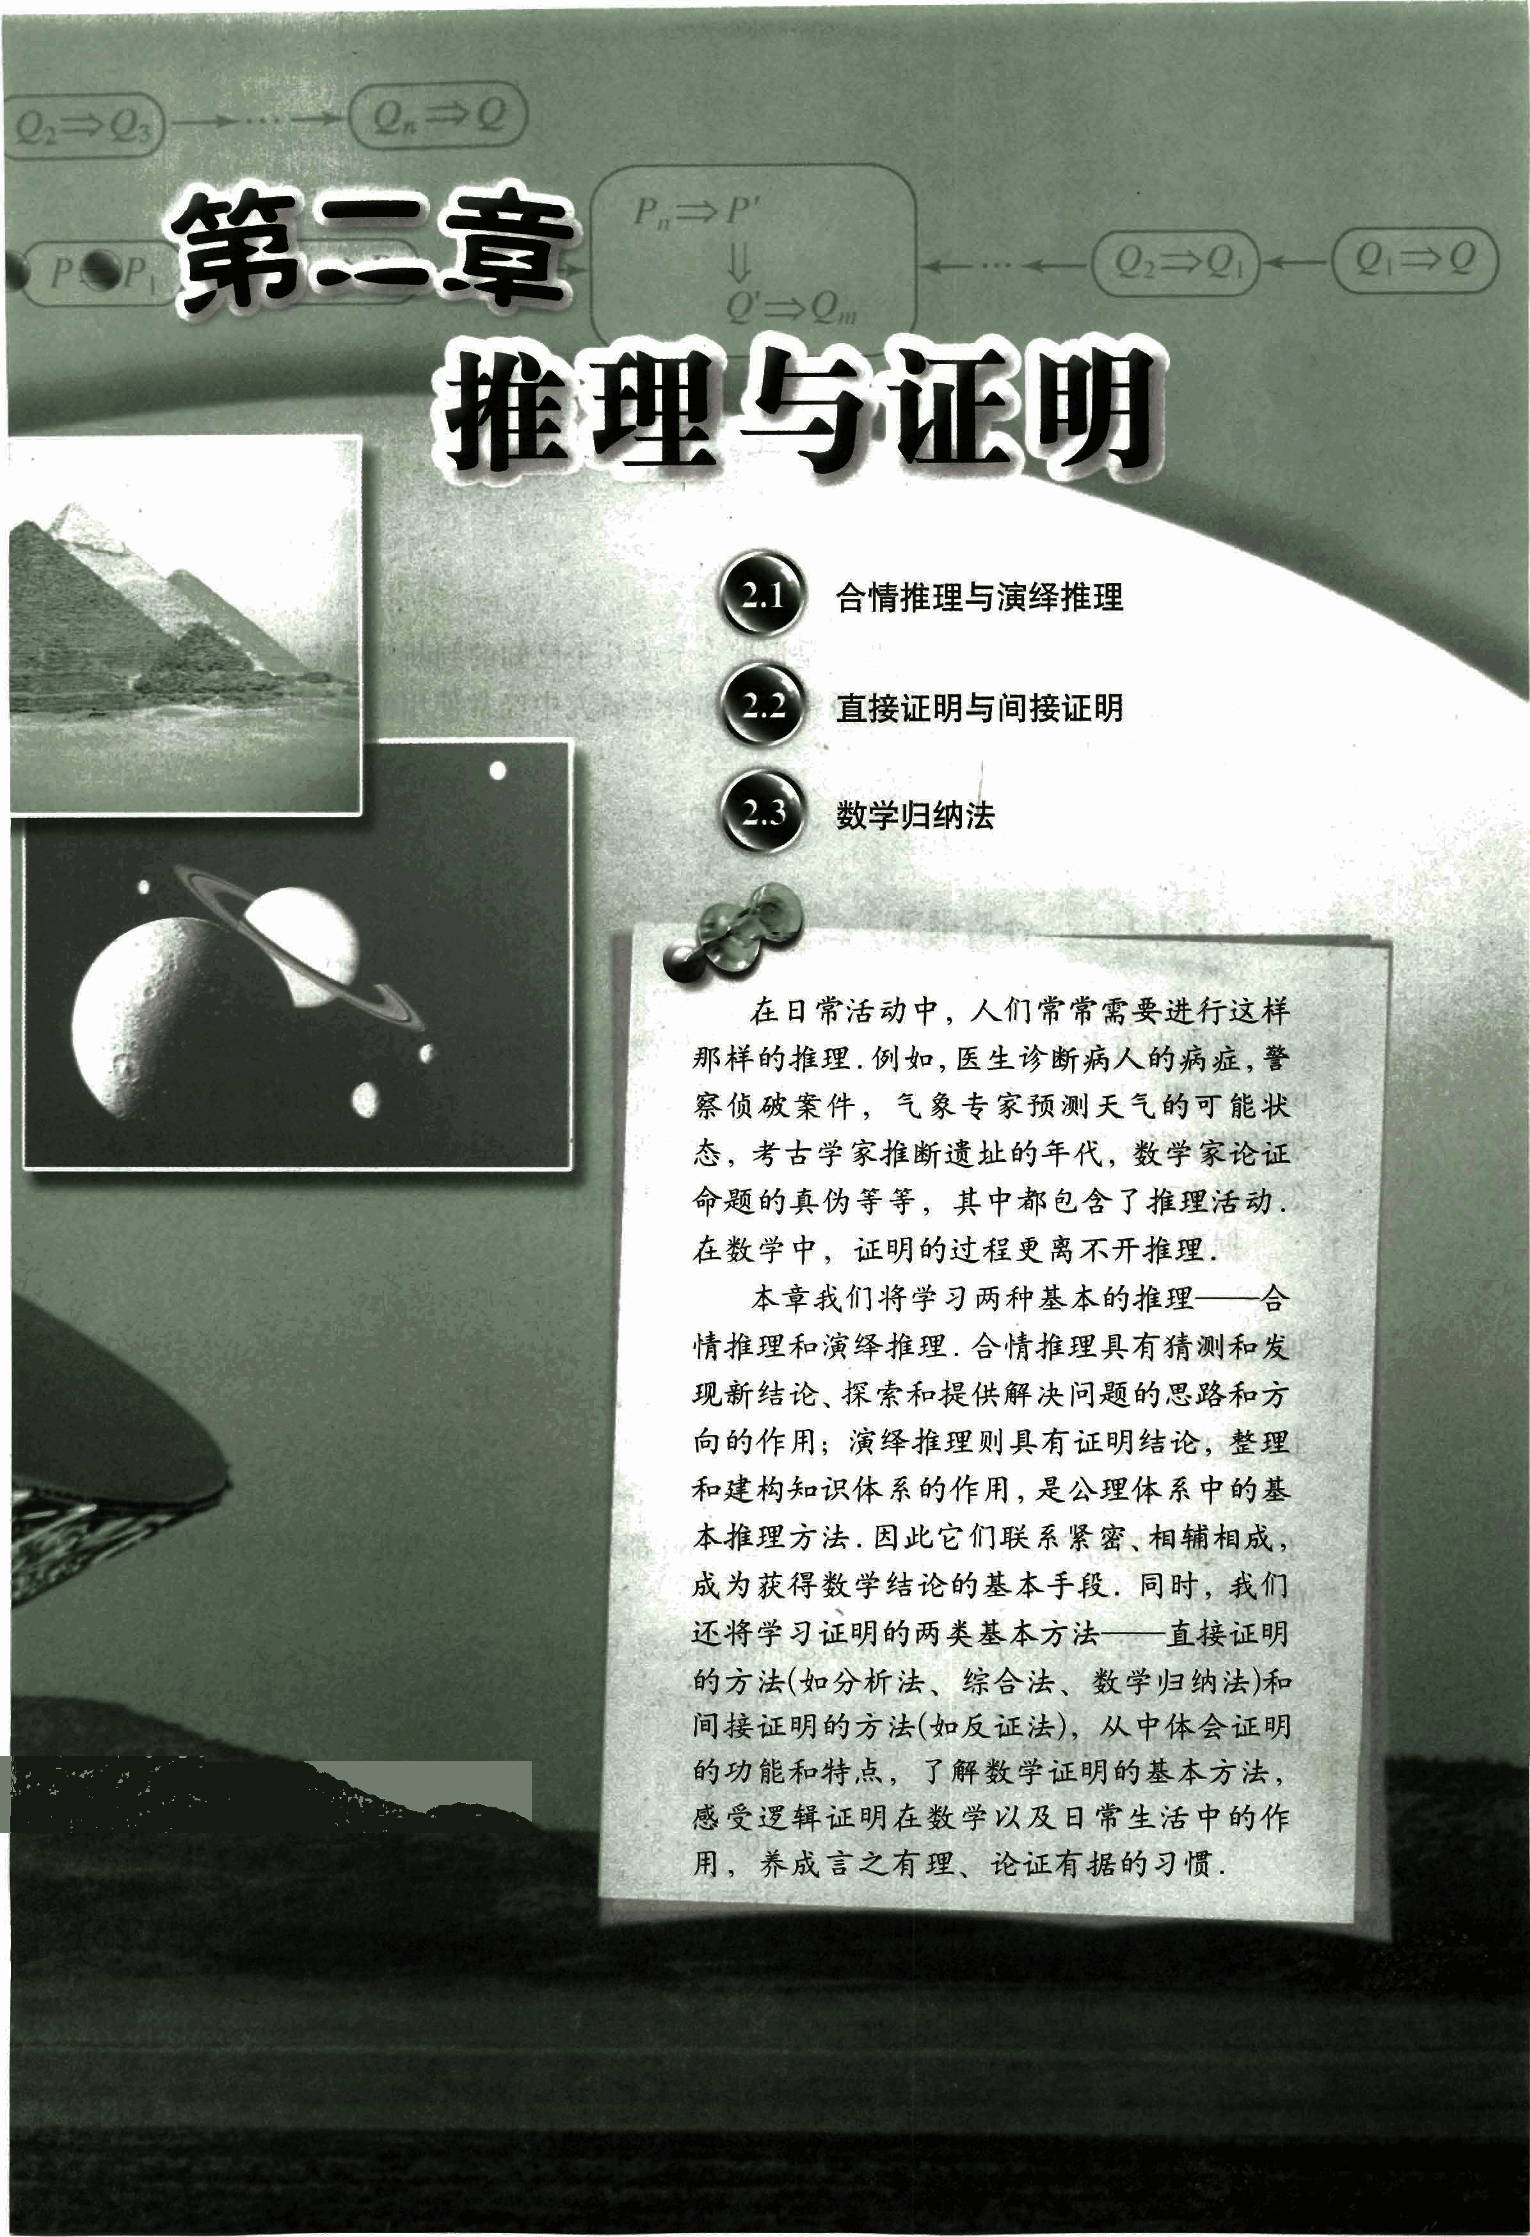 Q₂⇒Q₃ ⋯ Qₙ⇒Q
第二章
Pₙ⇒P′
⇓
Q′⇒Qₘ
P⇒P₁
⋯ Q₂⇒Q₁ Q₁⇒Q
推理与证明
2.1 合情推理与演绎推理
2.2 直接证明与间接证明
2.3 数学归纳法
在日常活动中，人们常常需要进行这样
那样的推理.例如,医生诊断病人的病症,警
察侦破案件，气象专家预测天气的可能状
态，考古学家推断遗址的年代，数学家论证
命题的真伪等等，其中都包含了推理活动.
在数学中，证明的过程更离不开推理.
本章我们将学习两种基本的推理——合
情推理和演绎推理.合情推理具有猜测和发
现新结论、探索和提供解决问题的思路和方
向的作用；演绎推理则具有证明结论，整理
和建构知识体系的作用,是公理体系中的基
本推理方法.因此它们联系紧密、相辅相成，
成为获得数学结论的基本手段.同时，我们
还将学习证明的两类基本方法——直接证明
的方法(如分析法、综合法、数学归纳法)和
间接证明的方法(如反证法)，从中体会证明
的功能和特点，了解数学证明的基本方法，
感受逻辑证明在数学以及日常生活中的作
用，养成言之有理、论证有据的习惯.